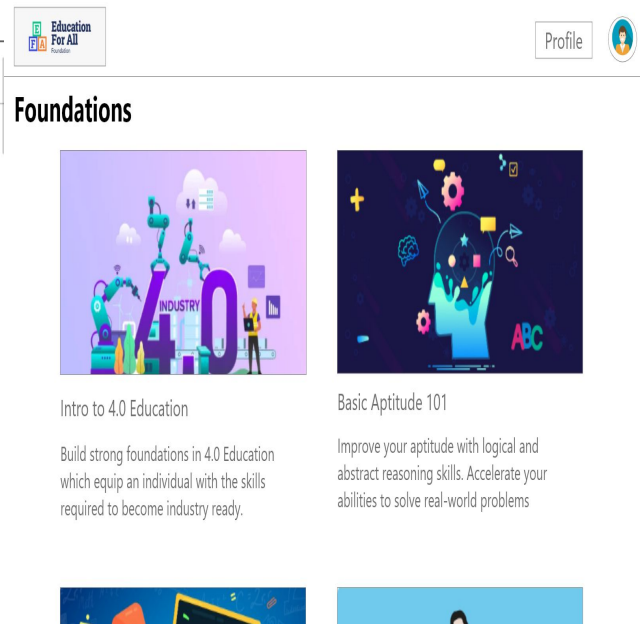 Education
For All
Foundation
E
F A
Profile
Foundations
INDUSTRY
4.0
ABC
Intro to 4.0 Education
Build strong foundations in 4.0 Education
which equip an individual with the skills
required to become industry ready.
Basic Aptitude 101
Improve your aptitude with logical and
abstract reasoning skills. Accelerate your
abilities to solve real-world problems